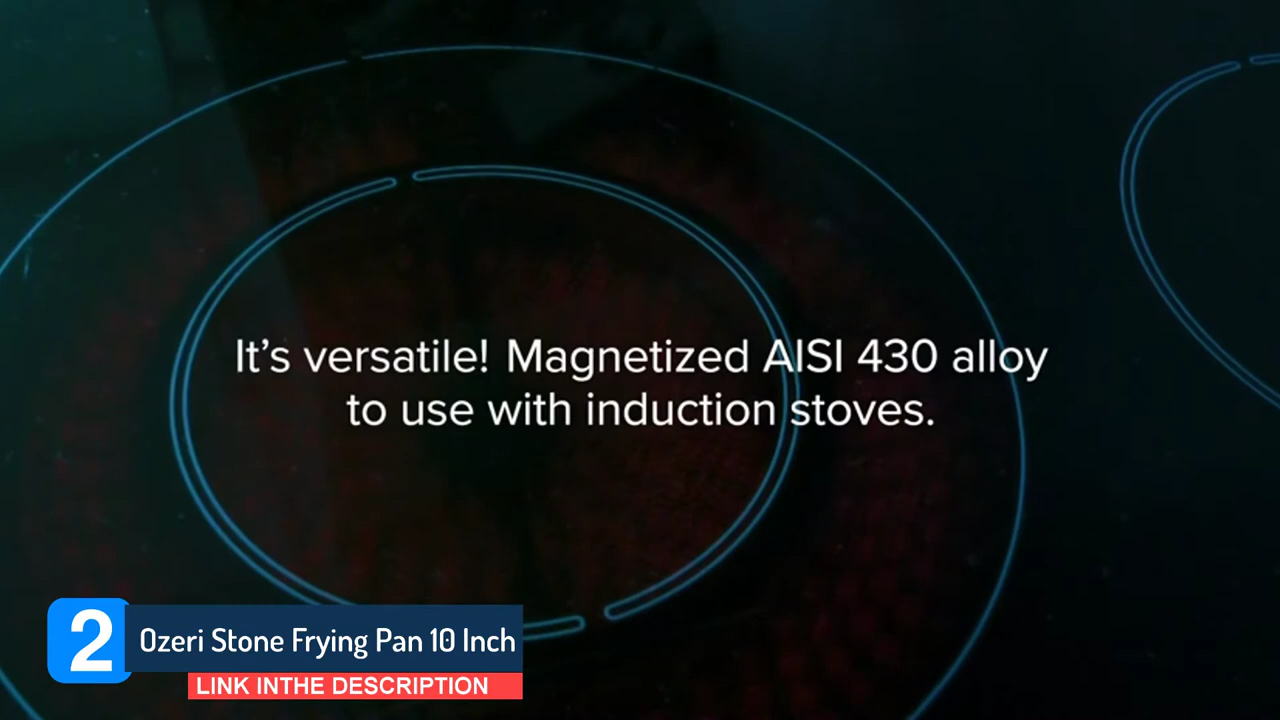 It's versatile! Magnetized AISI 430 alloy
to use with induction stoves.
2
Ozeri Stone Frying Pan 10 Inch
LINK INTHE DESCRIPTION